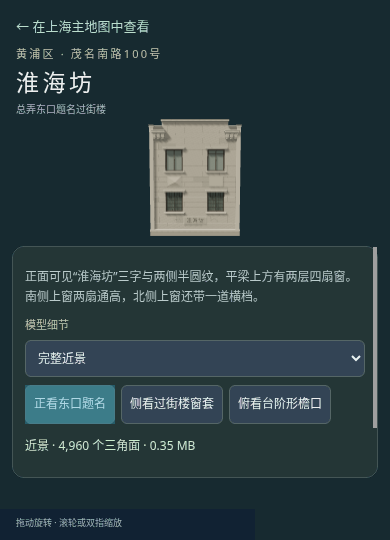 ← 在上海主地图中查看
黄浦区 · 茂名南路100号
淮海坊
总弄东口题名过街楼
正面可见“淮海坊”三字与两侧半圆纹，平梁上方有两层四扇窗。
南侧上窗两扇通高，北侧上窗还带一道横档。
模型细节
完整近景
正看东口题名
侧看过街楼窗套
俯看台阶形檐口
近景 · 4,960 个三角面 · 0.35 MB
拖动旋转 · 滚轮或双指缩放